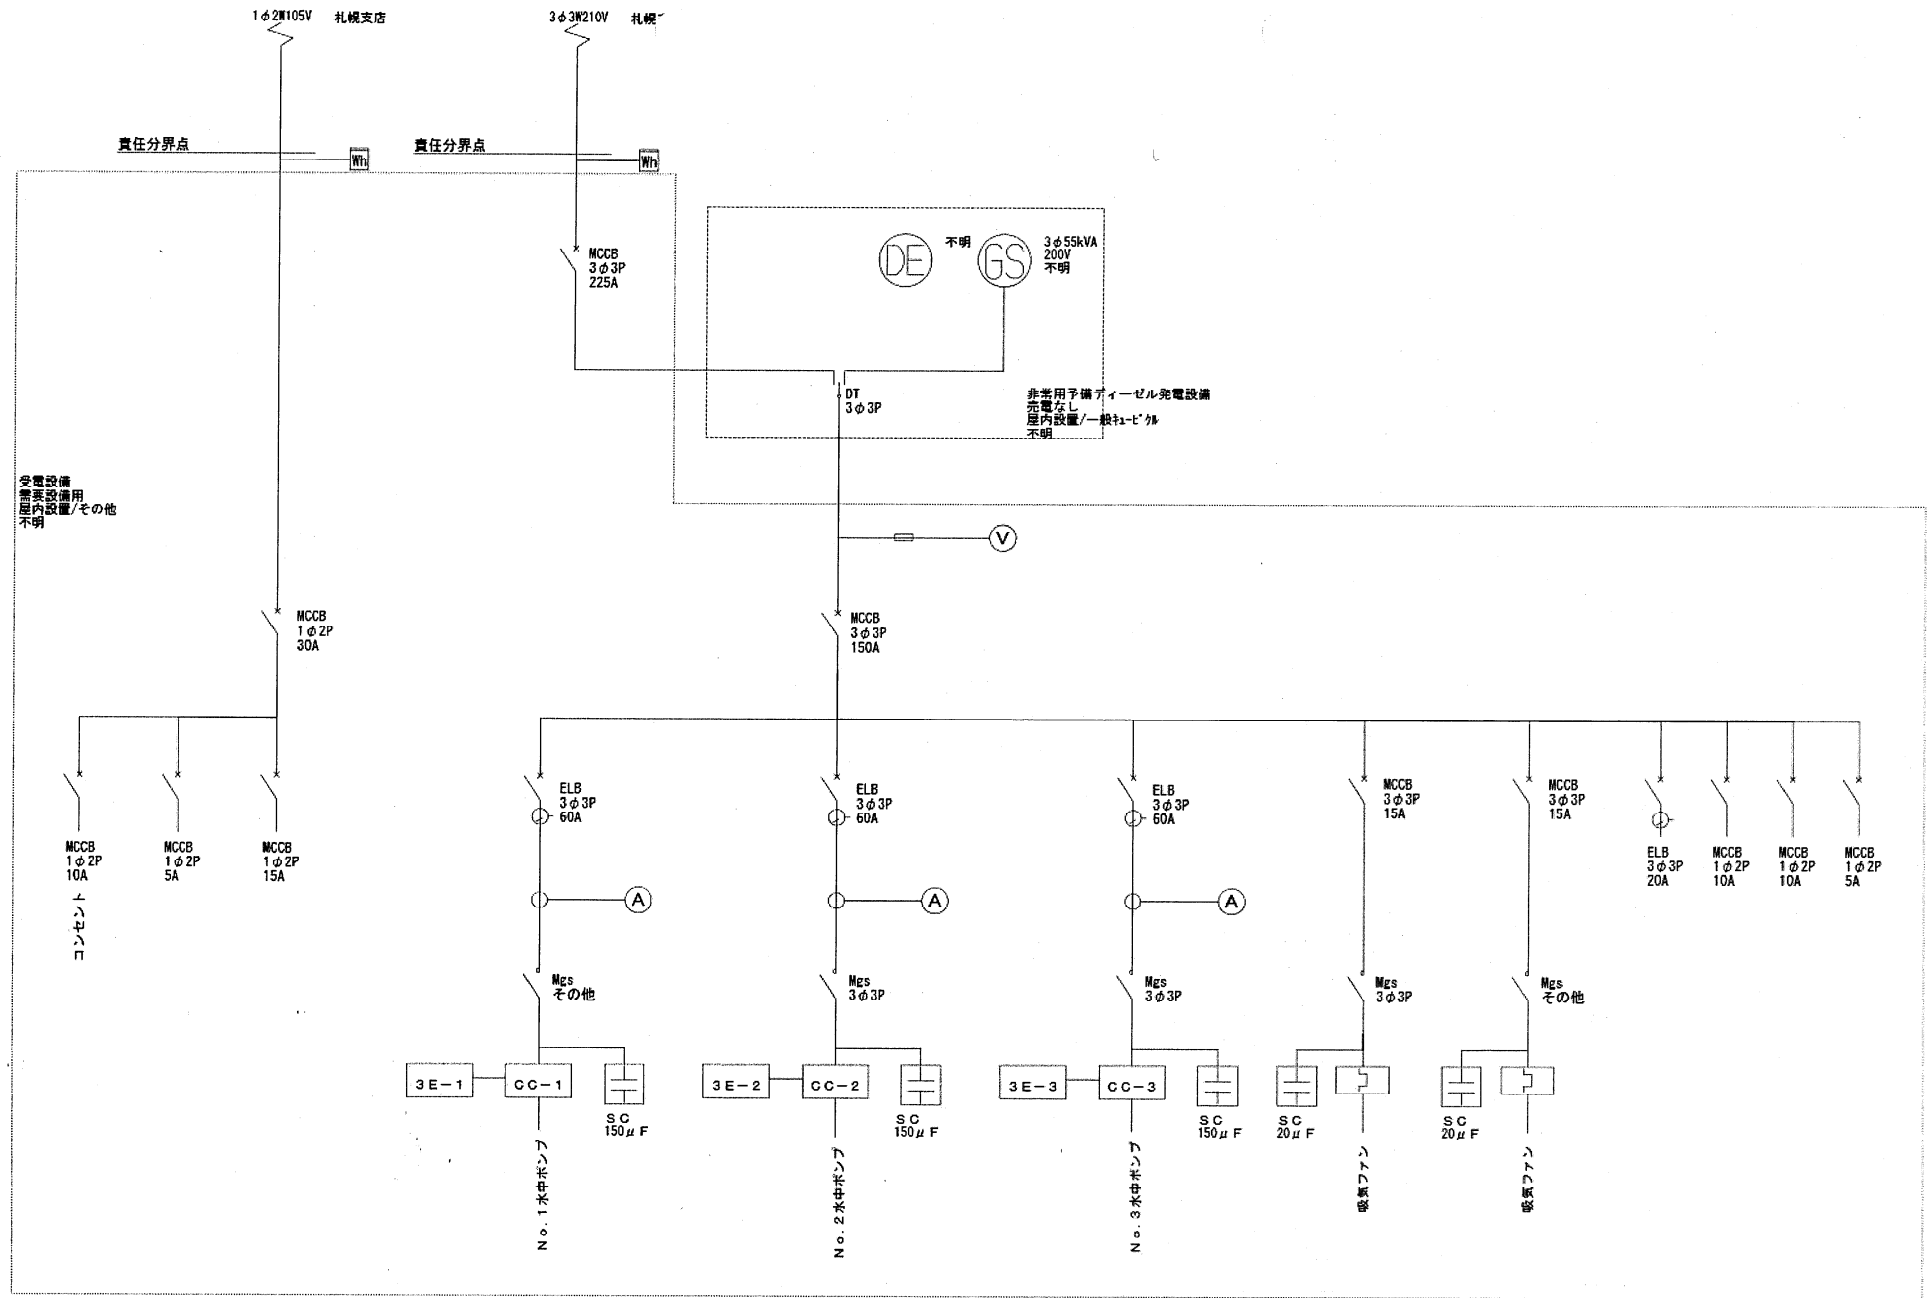 1φ2W105V 札幌支店
3φ3W210V 札幌
責任分界点
Wh
責任分界点
Wh
MCCB
3φ3P
225A
DE
不明
GS
3φ55kVA
200V
不明
DT
3φ3P
非常用予備ディーゼル発電設備
売電なし
屋内設置/一般キュービクル
不明
受電設備
需要設備用
屋内設置/その他
不明
V
MCCB
1φ2P
30A
MCCB
3φ3P
150A
MCCB
1φ2P
10A
コンセント
MCCB
1φ2P
5A
MCCB
1φ2P
15A
ELB
3φ3P
60A
A
Mgs
その他
3E-1
CC-1
SC
150μF
No.1水中ポンプ
ELB
3φ3P
60A
A
Mgs
3φ3P
3E-2
CC-2
SC
150μF
No.2水中ポンプ
ELB
3φ3P
60A
A
Mgs
3φ3P
3E-3
CC-3
SC
150μF
No.3水中ポンプ
MCCB
3φ3P
15A
Mgs
3φ3P
SC
20μF
吸気ファン
MCCB
3φ3P
15A
Mgs
その他
SC
20μF
吸気ファン
ELB
3φ3P
20A
MCCB
1φ2P
10A
MCCB
1φ2P
10A
MCCB
1φ2P
5A